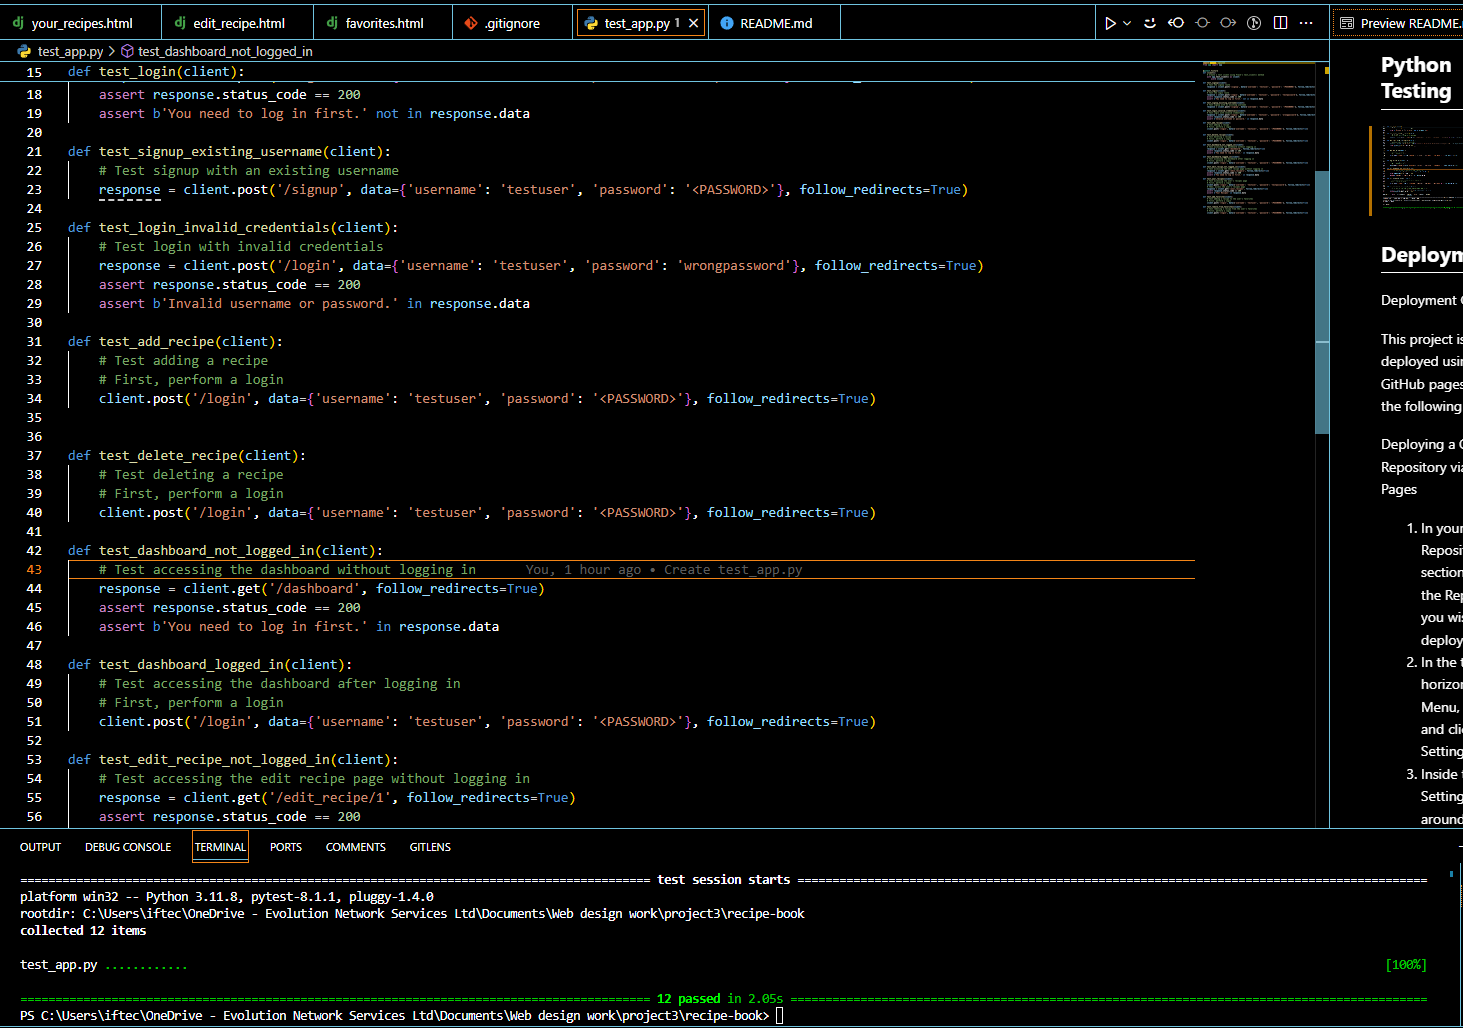 your_recipes.html
edit_recipe.html
favorites.html
.gitignore
test_app.py 1
README.md
Preview README.
test_app.py > test_dashboard_not_logged_in
15 def test_login(client):
18 assert response.status_code == 200
19 assert b'You need to log in first.' not in response.data
20
21 def test_signup_existing_username(client):
22 # Test signup with an existing username
23 response = client.post('/signup', data={'username': 'testuser', 'password': '<PASSWORD>'}, follow_redirects=True)
24
25 def test_login_invalid_credentials(client):
26 # Test login with invalid credentials
27 response = client.post('/login', data={'username': 'testuser', 'password': 'wrongpassword'}, follow_redirects=True)
28 assert response.status_code == 200
29 assert b'Invalid username or password.' in response.data
30
31 def test_add_recipe(client):
32 # Test adding a recipe
33 # First, perform a login
34 client.post('/login', data={'username': 'testuser', 'password': '<PASSWORD>'}, follow_redirects=True)
35
36
37 def test_delete_recipe(client):
38 # Test deleting a recipe
39 # First, perform a login
40 client.post('/login', data={'username': 'testuser', 'password': '<PASSWORD>'}, follow_redirects=True)
41
42 def test_dashboard_not_logged_in(client):
43 # Test accessing the dashboard without logging in You, 1 hour ago • Create test_app.py
44 response = client.get('/dashboard', follow_redirects=True)
45 assert response.status_code == 200
46 assert b'You need to log in first.' in response.data
47
48 def test_dashboard_logged_in(client):
49 # Test accessing the dashboard after logging in
50 # First, perform a login
51 client.post('/login', data={'username': 'testuser', 'password': '<PASSWORD>'}, follow_redirects=True)
52
53 def test_edit_recipe_not_logged_in(client):
54 # Test accessing the edit recipe page without logging in
55 response = client.get('/edit_recipe/1', follow_redirects=True)
56 assert response.status_code == 200
Python
Testing
Deploym
Deployment
This project is
deployed usin
GitHub pages
the following
Deploying a
Repository via
Pages
1. In your
Reposit
section
the Rep
you wis
deploy
2. In the t
horizon
Menu,
and clic
Setting
3. Inside t
Setting
around
OUTPUT DEBUG CONSOLE TERMINAL PORTS COMMENTS GITLENS
test session starts
platform win32 -- Python 3.11.8, pytest-8.1.1, pluggy-1.4.0
rootdir: C:\Users\iftec\OneDrive - Evolution Network Services Ltd\Documents\Web design work\project3\recipe-book
collected 12 items
test_app.py ............ [100%]
12 passed in 2.05s
PS C:\Users\iftec\OneDrive - Evolution Network Services Ltd\Documents\Web design work\project3\recipe-book>